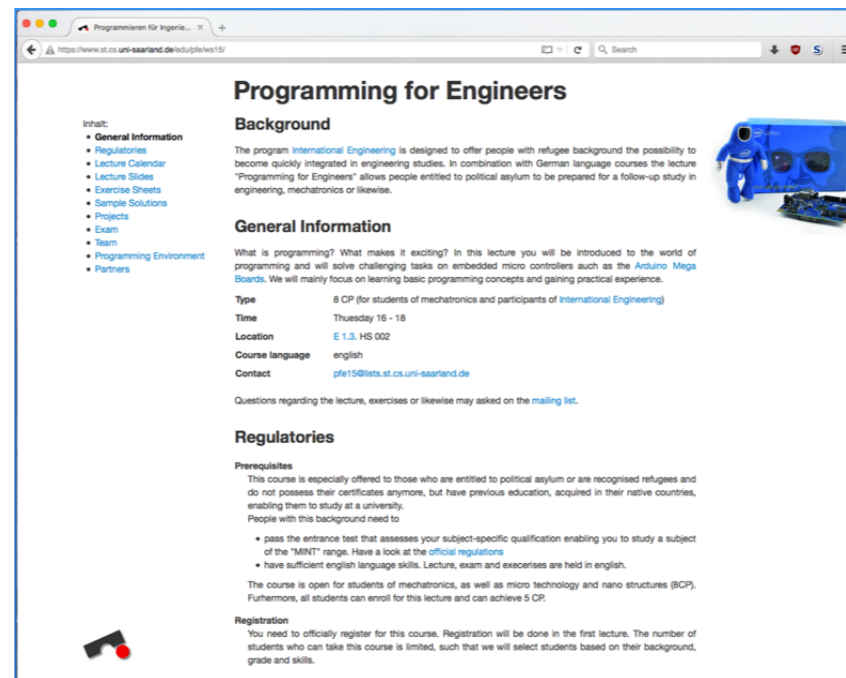 Programmieren für Ingenie...
https://www.st.cs.uni-saarland.de/edu/pfe/ws15/
Search
Programming for Engineers
Inhalt:
General Information
Regulatories
Lecture Calendar
Lecture Slides
Exercise Sheets
Sample Solutions
Projects
Exam
Team
Programming Environment
Partners
Background
The program International Engineering is designed to offer people with refugee background the possibility to
become quickly integrated in engineering studies. In combination with German language courses the lecture
"Programming for Engineers" allows people entitled to political asylum to be prepared for a follow-up study in
engineering, mechatronics or likewise.
General Information
What is programming? What makes it exciting? In this lecture you will be introduced to the world of
programming and will solve challenging tasks on embedded micro controllers auch as the Arduino Mega
Boards. We will mainly focus on learning basic programming concepts and gaining practical experience.
Type 8 CP (for students of mechatronics and participants of International Engineering)
Time Thuesday 16 - 18
Location E 1.3. HS 002
Course language english
Contact pfe15@lists.st.cs.uni-saarland.de
Questions regarding the lecture, exercises or likewise may asked on the mailing list.
Regulatories
Prerequisites
This course is especially offered to those who are entitled to political asylum or are recognised refugees and
do not possess their certificates anymore, but have previous education, acquired in their native countries,
enabling them to study at a university.
People with this background need to
pass the entrance test that assesses your subject-specific qualification enabling you to study a subject
of the "MINT" range. Have a look at the official regulations
have sufficient english language skills. Lecture, exam and execerises are held in english.
The course is open for students of mechatronics, as well as micro technology and nano structures (8CP).
Furhermore, all students can enroll for this lecture and can achieve 5 CP.
Registration
You need to officially register for this course. Registration will be done in the first lecture. The number of
students who can take this course is limited, such that we will select students based on their background,
grade and skills.